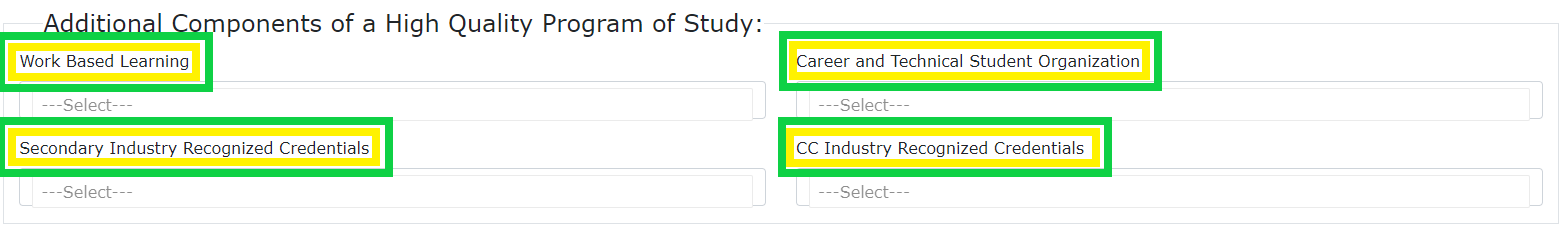 Additional Components of a High Quality Program of Study:
Work Based Learning
Career and Technical Student Organization
---Select---
---Select---
Secondary Industry Recognized Credentials
CC Industry Recognized Credentials
---Select---
---Select---